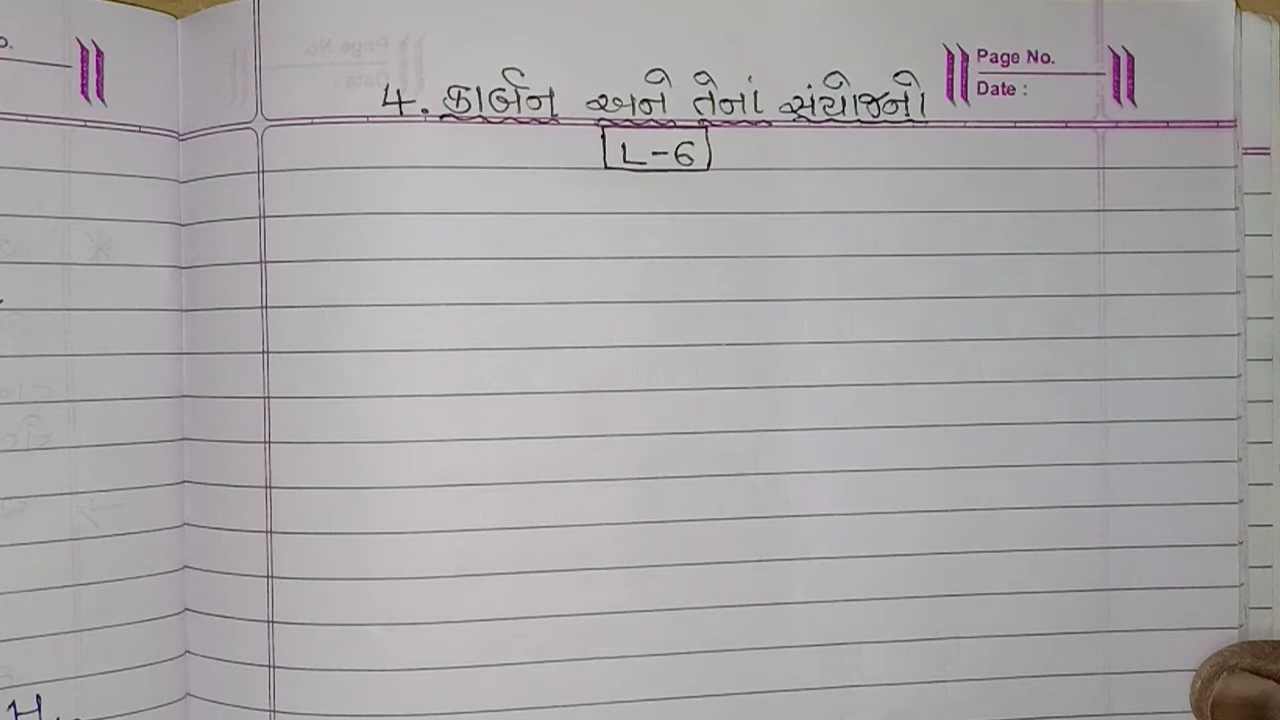 Page No.
Date :
4. કાર્બન અને તેનાં સંયોજનો
L-6
H